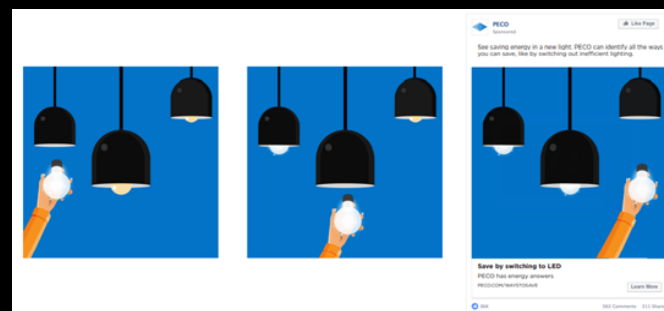 PECO
Sponsored
Like Page
See saving energy in a new light. PECO can identify all the ways
you can save, like by switching out inefficient lighting.
Save by switching to LED
PECO has energy answers
PECO.COM/WAYSTOSAVE
Learn More
Comments